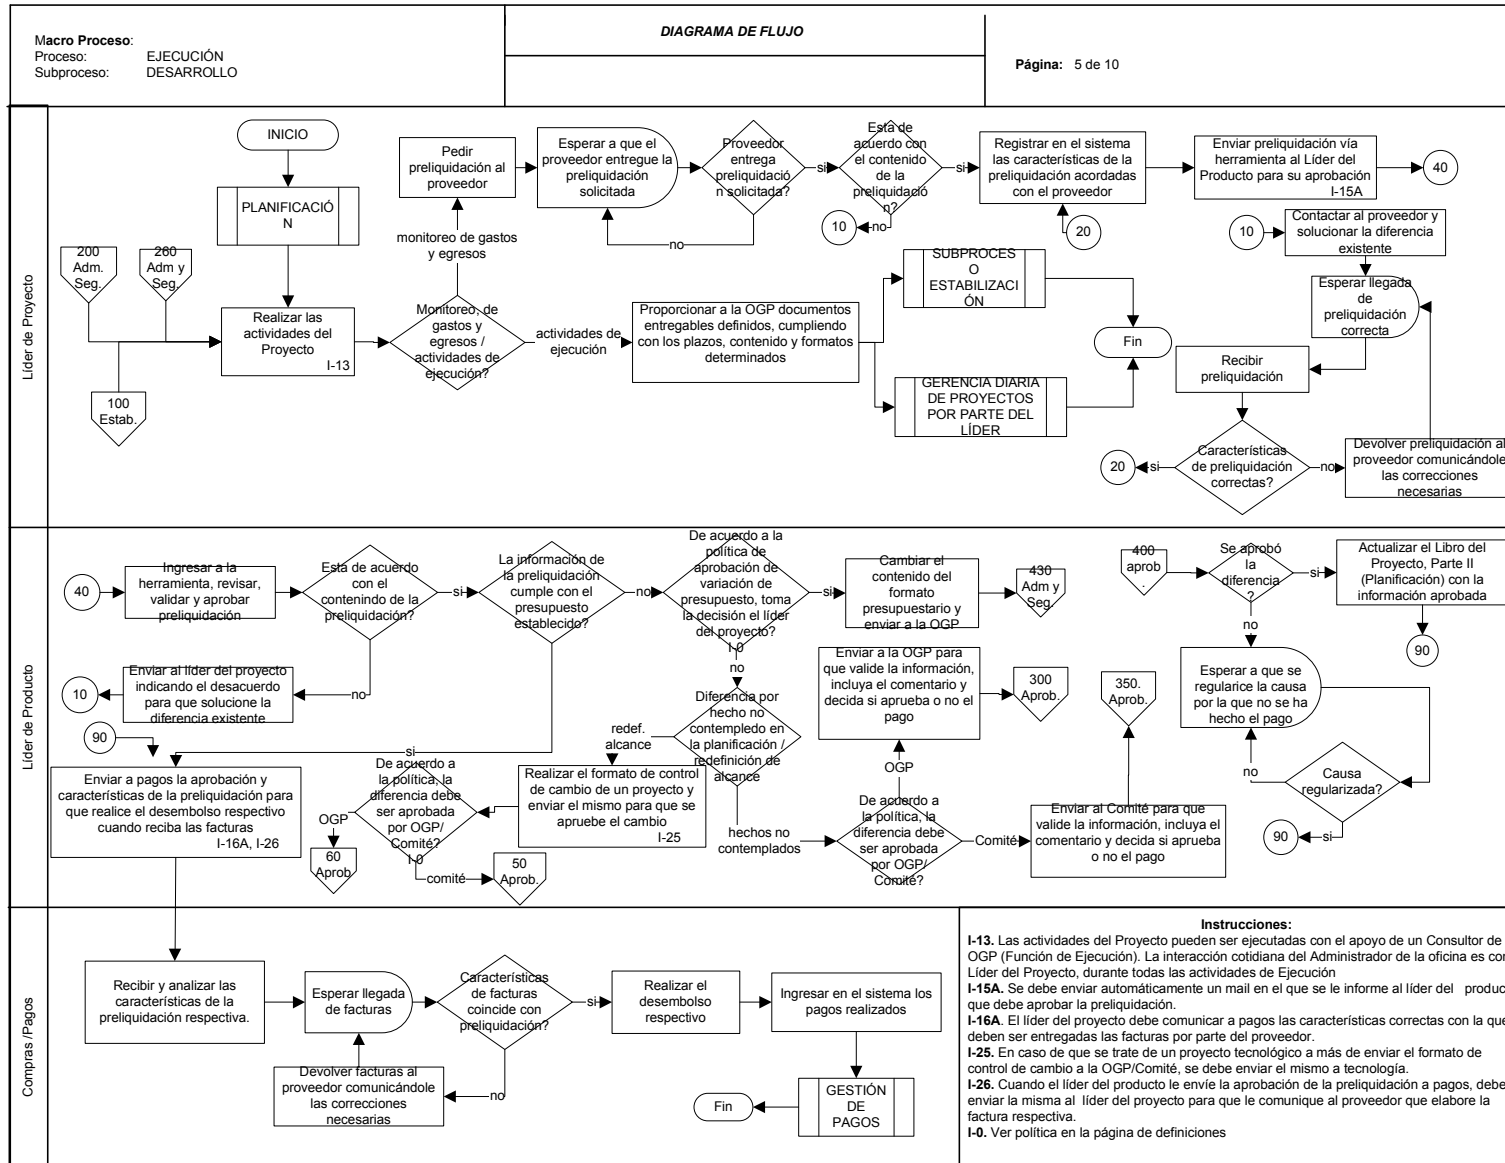 Macro Proceso:
Proceso: EJECUCIÓN
Subproceso: DESARROLLO
DIAGRAMA DE FLUJO
Página: 5 de 10
Líder de Proyecto
INICIO
PLANIFICACIÓ
N
200
Adm.
Seg.
260
Adm y
Seg.
100
Estab.
Realizar las
actividades del
Proyecto
I-13
Monitoreo, de
gastos y
egresos /
actividades de
ejecución?
monitoreo de gastos
y egresos
actividades de
ejecución
Pedir
preliquidación al
proveedor
Esperar a que el
proveedor entregue la
preliquidación
solicitada
Proveedor
entrega
preliquidació
n solicitada?
si
no
Está de
acuerdo con
el contenido
de la
preliquidació
n?
si
no
10
Registrar en el sistema
las características de la
preliquidación acordadas
con el proveedor
20
Enviar preliquidación vía
herramienta al Líder del
Producto para su aprobación
I-15A
40
10
Contactar al proveedor y
solucionar la diferencia
existente
Esperar llegada
de
preliquidación
correcta
Recibir
preliquidación
Características
de preliquidación
correctas?
si
20
no
Devolver preliquidación al
proveedor comunicándole
las correcciones
necesarias
Proporcionar a la OGP documentos
entregables definidos, cumpliendo
con los plazos, contenido y formatos
determinados
SUBPROCES
O
ESTABILIZACI
ÓN
GERENCIA DIARIA
DE PROYECTOS
POR PARTE DEL
LÍDER
Fin
Líder de Producto
40
Ingresar a la
herramienta, revisar,
validar y aprobar
preliquidación
Está de acuerdo
con el
contenindo de la
preliquidación?
si
no
Enviar al líder del proyecto
indicando el desacuerdo
para que solucione la
diferencia existente
10
90
La información de
la preliquidación
cumple con el
presupuesto
establecido?
no
si
De acuerdo a la
política de
aprobación de
variación de
presupuesto, toma
la decisión el líder
del proyecto?
I-0
si
no
Cambiar el
contenido del
formato
presupuestario y
enviar a la OGP
430
Adm y
Seg.
Enviar a pagos la aprobación y
características de la preliquidación para
que realice el desembolso respectivo
cuando reciba las facturas
I-16A, I-26
Diferencia por
hecho no
contempledo en
la planificación /
redefinición de
alcance
redef.
alcance
hechos no
contemplados
Realizar el formato de control
de cambio de un proyecto y
enviar el mismo para que se
apruebe el cambio
I-25
De acuerdo a
la política, la
diferencia debe
ser aprobada
por OGP/
Comité?
I-0
OGP
60
Aprob
comité
50
Aprob.
De acuerdo a
la política, la
diferencia debe
ser aprobada
por OGP/
Comité?
OGP
Comité
Enviar a la OGP para
que valide la información,
incluya el comentario y
decida si aprueba o no el
pago
300
Aprob.
Enviar al Comité para que
valide la información, incluya el
comentario y decida si aprueba
o no el pago
350.
Aprob.
400
aprob
.
Se aprobó
la
diferencia
?
si
no
Actualizar el Libro del
Proyecto, Parte II
(Planificación) con la
información aprobada
90
Esperar a que se
regularice la causa
por la que no se ha
hecho el pago
Causa
regularizada?
no
si
90
Compras /Pagos
Recibir y analizar las
características de la
preliquidación respectiva.
Esperar llegada
de facturas
Características
de facturas
coincide con
preliquidación?
si
no
Devolver facturas al
proveedor comunicándole
las correcciones
necesarias
Realizar el
desembolso
respectivo
Ingresar en el sistema los
pagos realizados
GESTIÓN
DE
PAGOS
Fin
Instrucciones:
I-13. Las actividades del Proyecto pueden ser ejecutadas con el apoyo de un Consultor de
OGP (Función de Ejecución). La interacción cotidiana del Administrador de la oficina es con
Líder del Proyecto, durante todas las actividades de Ejecución
I-15A. Se debe enviar automáticamente un mail en el que se le informe al líder del produc
que debe aprobar la preliquidación.
I-16A. El líder del proyecto debe comunicar a pagos las características correctas con la que
deben ser entregadas las facturas por parte del proveedor.
I-25. En caso de que se trate de un proyecto tecnológico a más de enviar el formato de
control de cambio a la OGP/Comité, se debe enviar el mismo a tecnología.
I-26. Cuando el líder del producto le envíe la aprobación de la preliquidación a pagos, debe
enviar la misma al líder del proyecto para que le comunique al proveedor que elabore la
factura respectiva.
I-0. Ver política en la página de definiciones